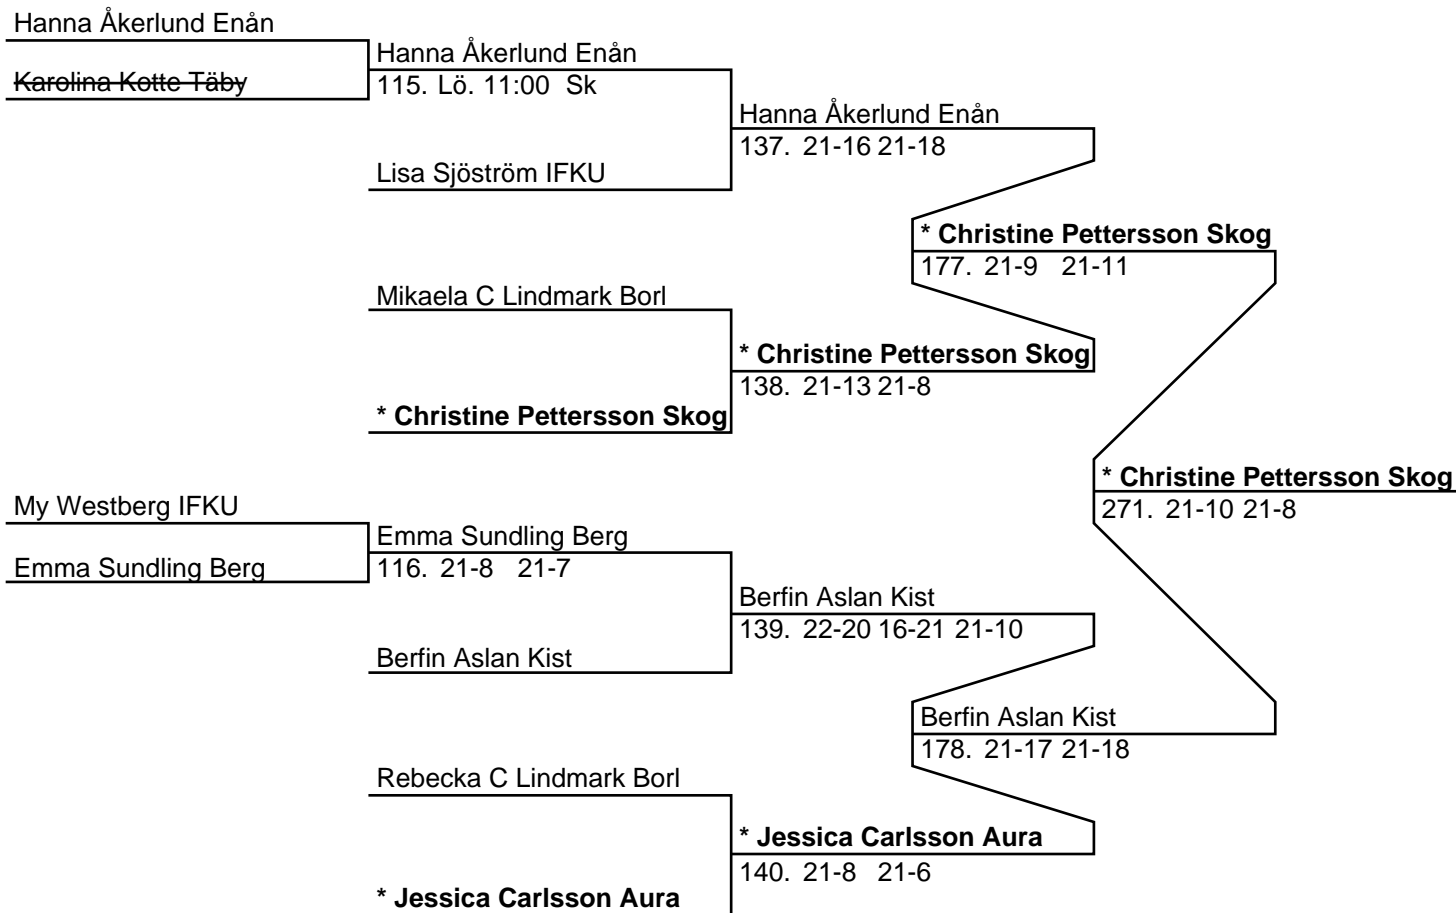 Hanna Åkerlund Enån
Karolina Kotte Täby
Hanna Åkerlund Enån
115. Lö. 11:00 Sk
Hanna Åkerlund Enån
137. 21-16 21-18
Lisa Sjöström IFKU
* Christine Pettersson Skog
177. 21-9 21-11
Mikaela C Lindmark Borl
* Christine Pettersson Skog
138. 21-13 21-8
* Christine Pettersson Skog
* Christine Pettersson Skog
271. 21-10 21-8
My Westberg IFKU
Emma Sundling Berg
Emma Sundling Berg
116. 21-8 21-7
Berfin Aslan Kist
139. 22-20 16-21 21-10
Berfin Aslan Kist
Berfin Aslan Kist
178. 21-17 21-18
Rebecka C Lindmark Borl
* Jessica Carlsson Aura
140. 21-8 21-6
* Jessica Carlsson Aura